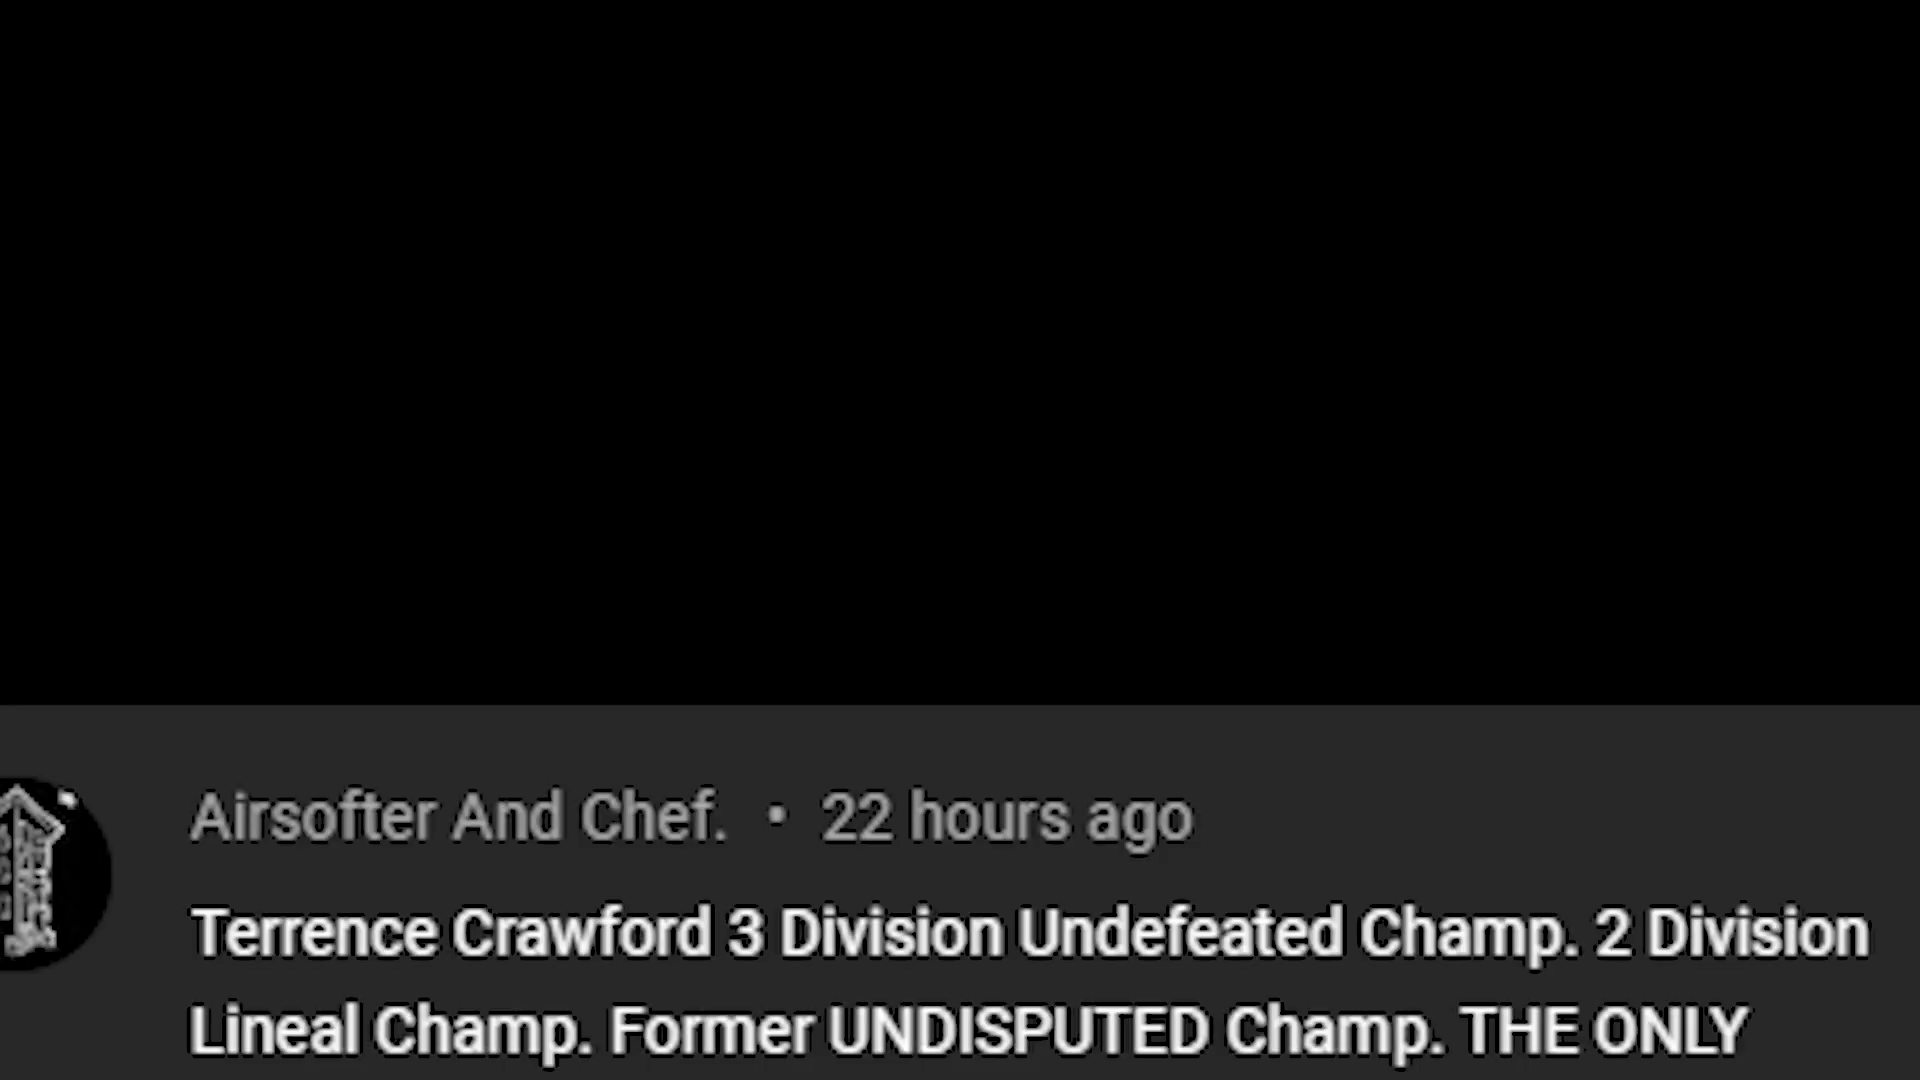 Airsofter And Chef. • 22 hours ago
Terrence Crawford 3 Division Undefeated Champ. 2 Division
Lineal Champ. Former UNDISPUTED Champ. THE ONLY